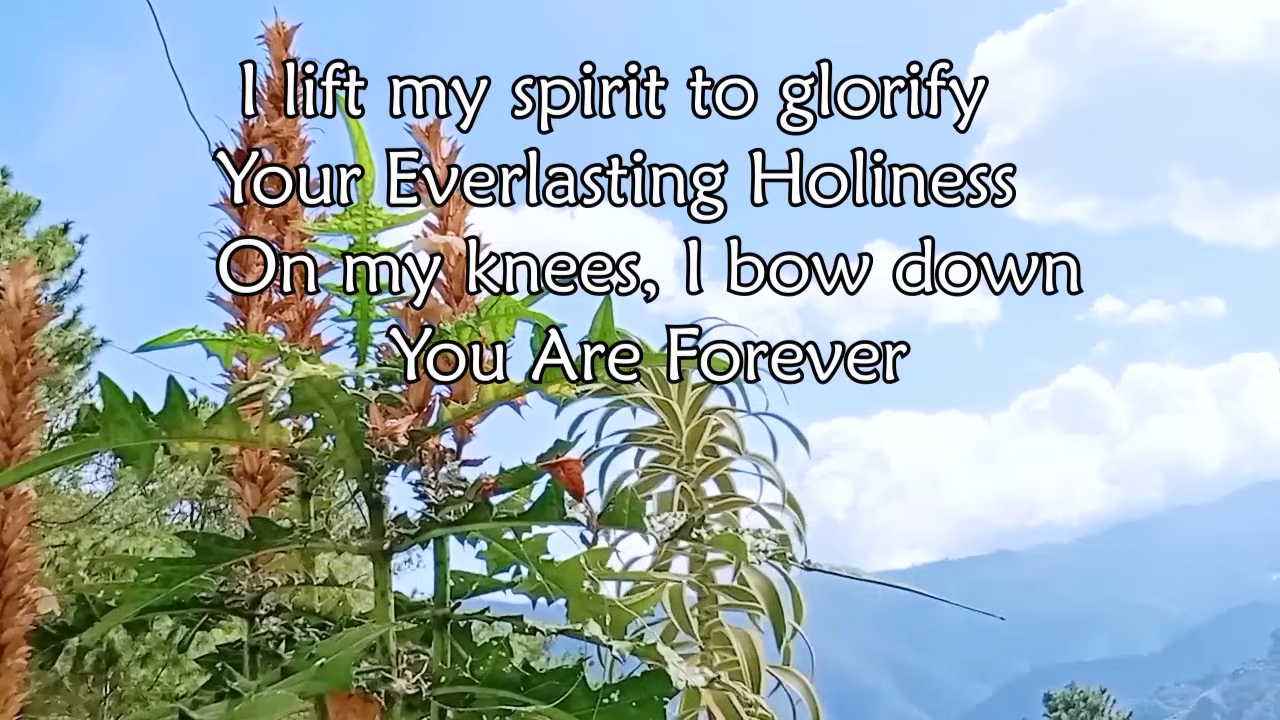 I lift my spirit to glorify
Your Everlasting Holiness
On my knees, I bow down
You Are Forever